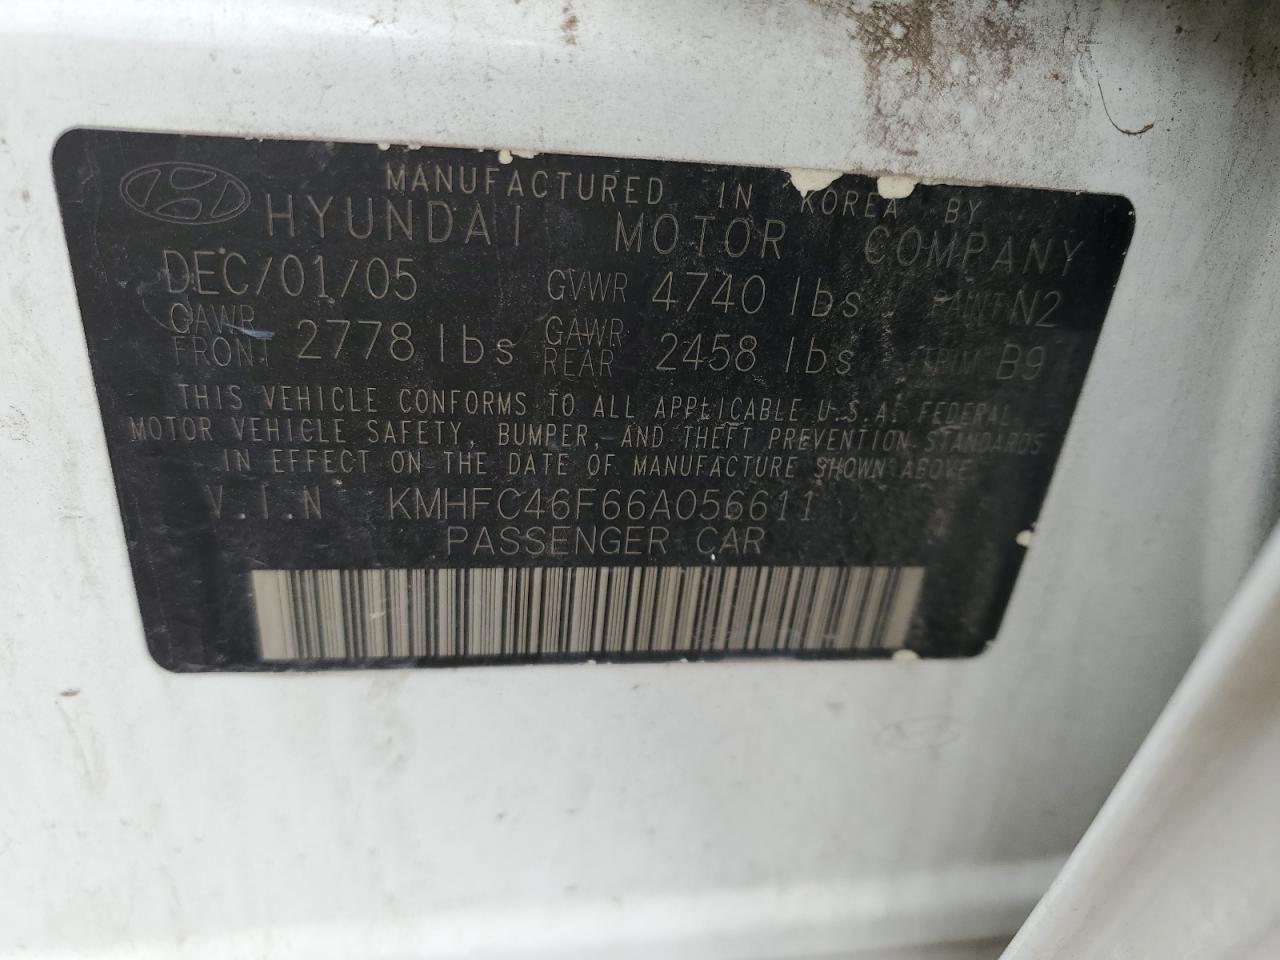 MANUFACTURED IN KOREA BY
HYUNDAI MOTOR COMPANY
DEC/01/05 GVWR 4740 lbs PAINT N2
GAWR FRONT 2778 lbs GAWR REAR 2458 lbs TRIM B9
THIS VEHICLE CONFORMS TO ALL APPLICABLE U.S.A. FEDERAL
MOTOR VEHICLE SAFETY, BUMPER, AND THEFT PREVENTION STANDARDS
IN EFFECT ON THE DATE OF MANUFACTURE SHOWN ABOVE
V.I.N KMHFC46F66A056611
PASSENGER CAR